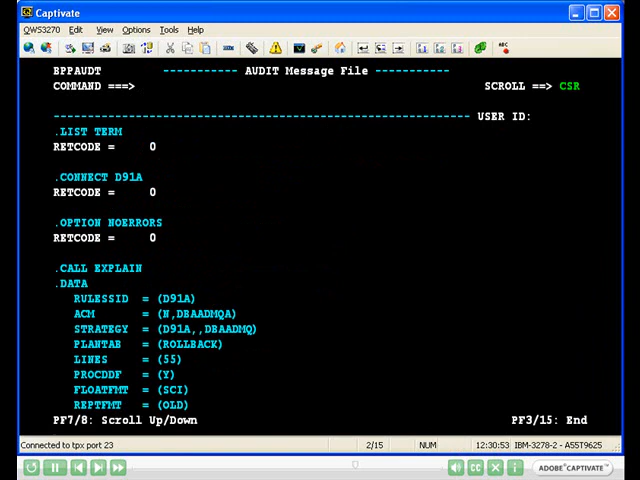 Captivate
QWS3270 Edit View Options Tools Help
BPPAUDT ----------- AUDIT Message File -----------
COMMAND ===> SCROLL ==> CSR
--------------------------------------------------------------- USER ID:
.LIST TERM
RETCODE = 0
.CONNECT D91A
RETCODE = 0
.OPTION NOERRORS
RETCODE = 0
.CALL EXPLAIN
.DATA
RULESSID = (D91A)
ACM = (N,DBAADMQA)
STRATEGY = (D91A,,DBAADMQ)
PLANTAB = (ROLLBACK)
LINES = (55)
PROCDDF = (Y)
FLOATFMT = (SCI)
REPTFMT = (OLD)
PF7/8: Scroll Up/Down PF3/15: End
Connected to tpx port 23 2/15 NUM 12:30:53 IBM-3278-2 - A55T9625
CC ADOBE® CAPTIVATE®